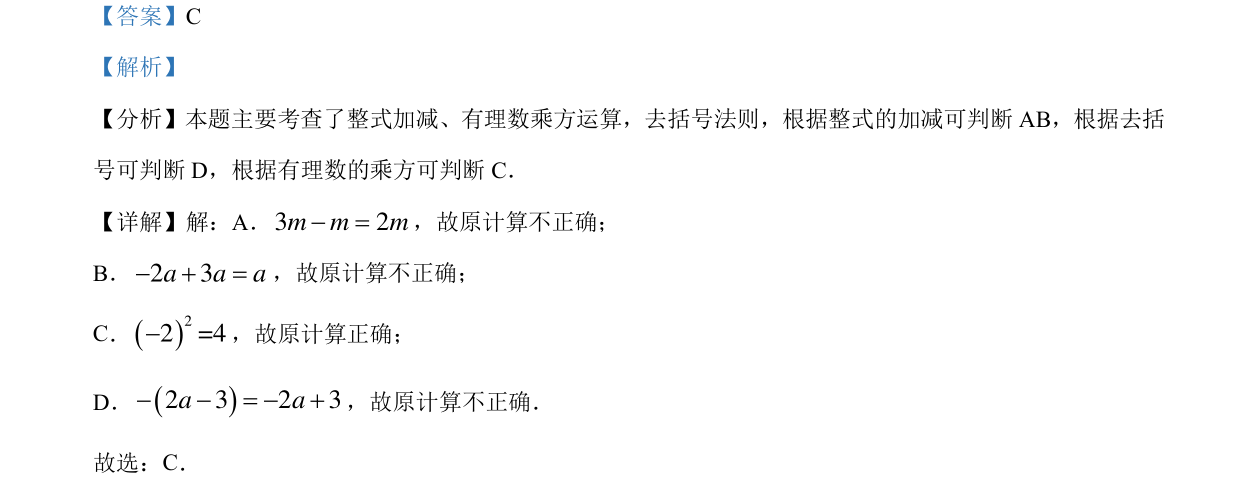 【答案】C
【解析】
【分析】本题主要考查了整式加减、有理数乘方运算，去括号法则，根据整式的加减可判断 AB，根据去括
号可判断 D，根据有理数的乘方可判断 C．
【详解】解：A．3m－m＝2m，故原计算不正确；
B．－2a＋3a＝a，故原计算不正确；
C．(－2)²=4，故原计算正确；
D．－(2a－3)＝－2a＋3，故原计算不正确．
故选：C．